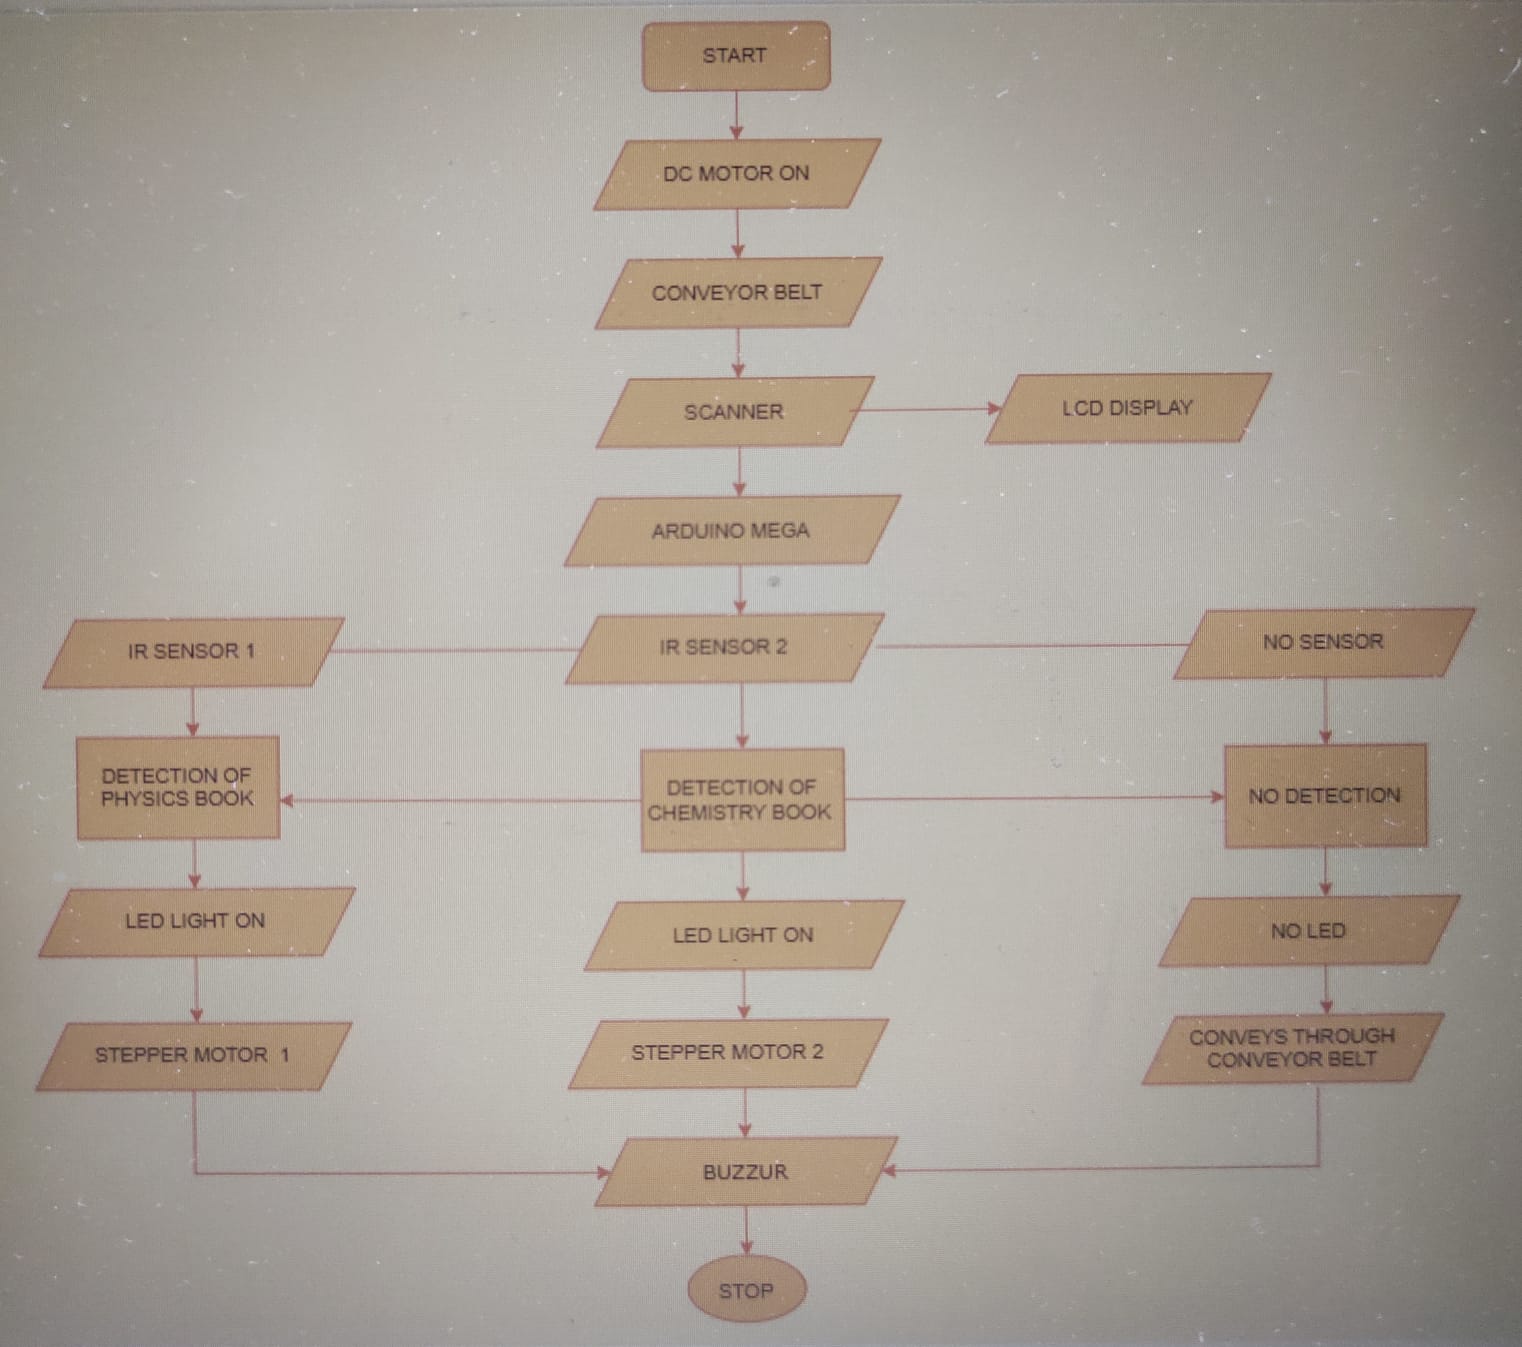 START
DC MOTOR ON
CONVEYOR BELT
SCANNER
LCD DISPLAY
ARDUINO MEGA
IR SENSOR 1
IR SENSOR 2
NO SENSOR
DETECTION OF
PHYSICS BOOK
DETECTION OF
CHEMISTRY BOOK
NO DETECTION
LED LIGHT ON
LED LIGHT ON
NO LED
STEPPER MOTOR 1
STEPPER MOTOR 2
CONVEYS THROUGH
CONVEYOR BELT
BUZZUR
STOP